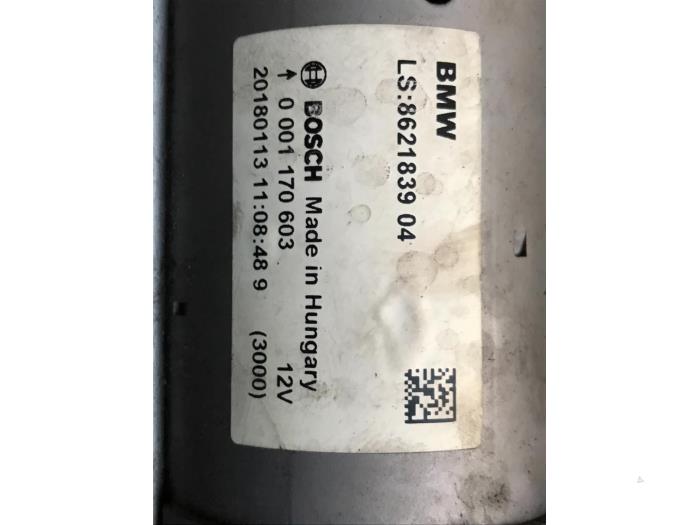 BMW
LS:8621839 04
BOSCH Made in Hungary
↑ 0 001 170 603 12V
20180113 11:08:48 9 (3000)